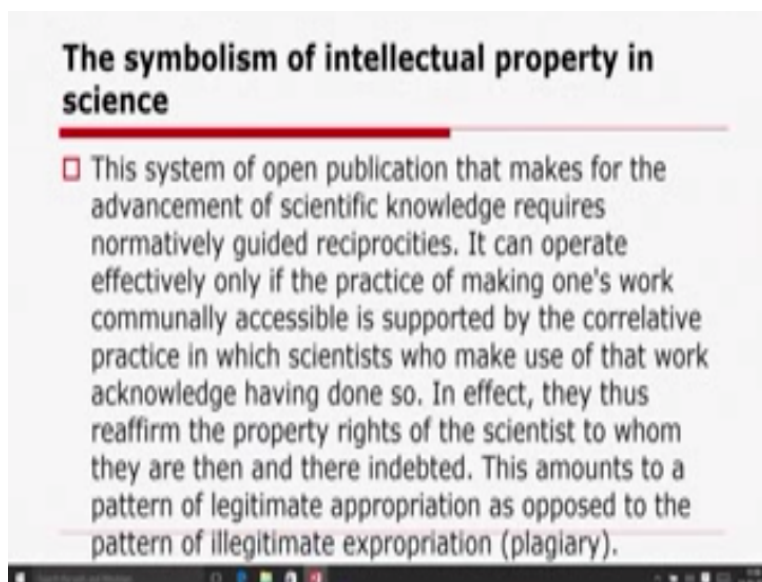 The symbolism of intellectual property in
science
This system of open publication that makes for the
advancement of scientific knowledge requires
normatively guided reciprocities. It can operate
effectively only if the practice of making one's work
communally accessible is supported by the correlative
practice in which scientists who make use of that work
acknowledge having done so. In effect, they thus
reaffirm the property rights of the scientist to whom
they are then and there indebted. This amounts to a
pattern of legitimate appropriation as opposed to the
pattern of illegitimate expropriation (plagiary).